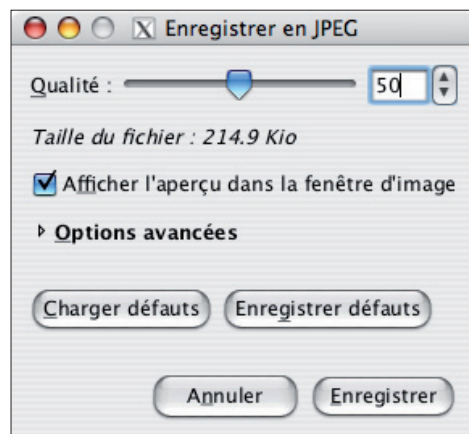 Enregistrer en JPEG
Qualité : 50
Taille du fichier : 214.9 Kio
Afficher l'aperçu dans la fenêtre d'image
Options avancées
Charger défauts Enregistrer défauts
Annuler Enregistrer